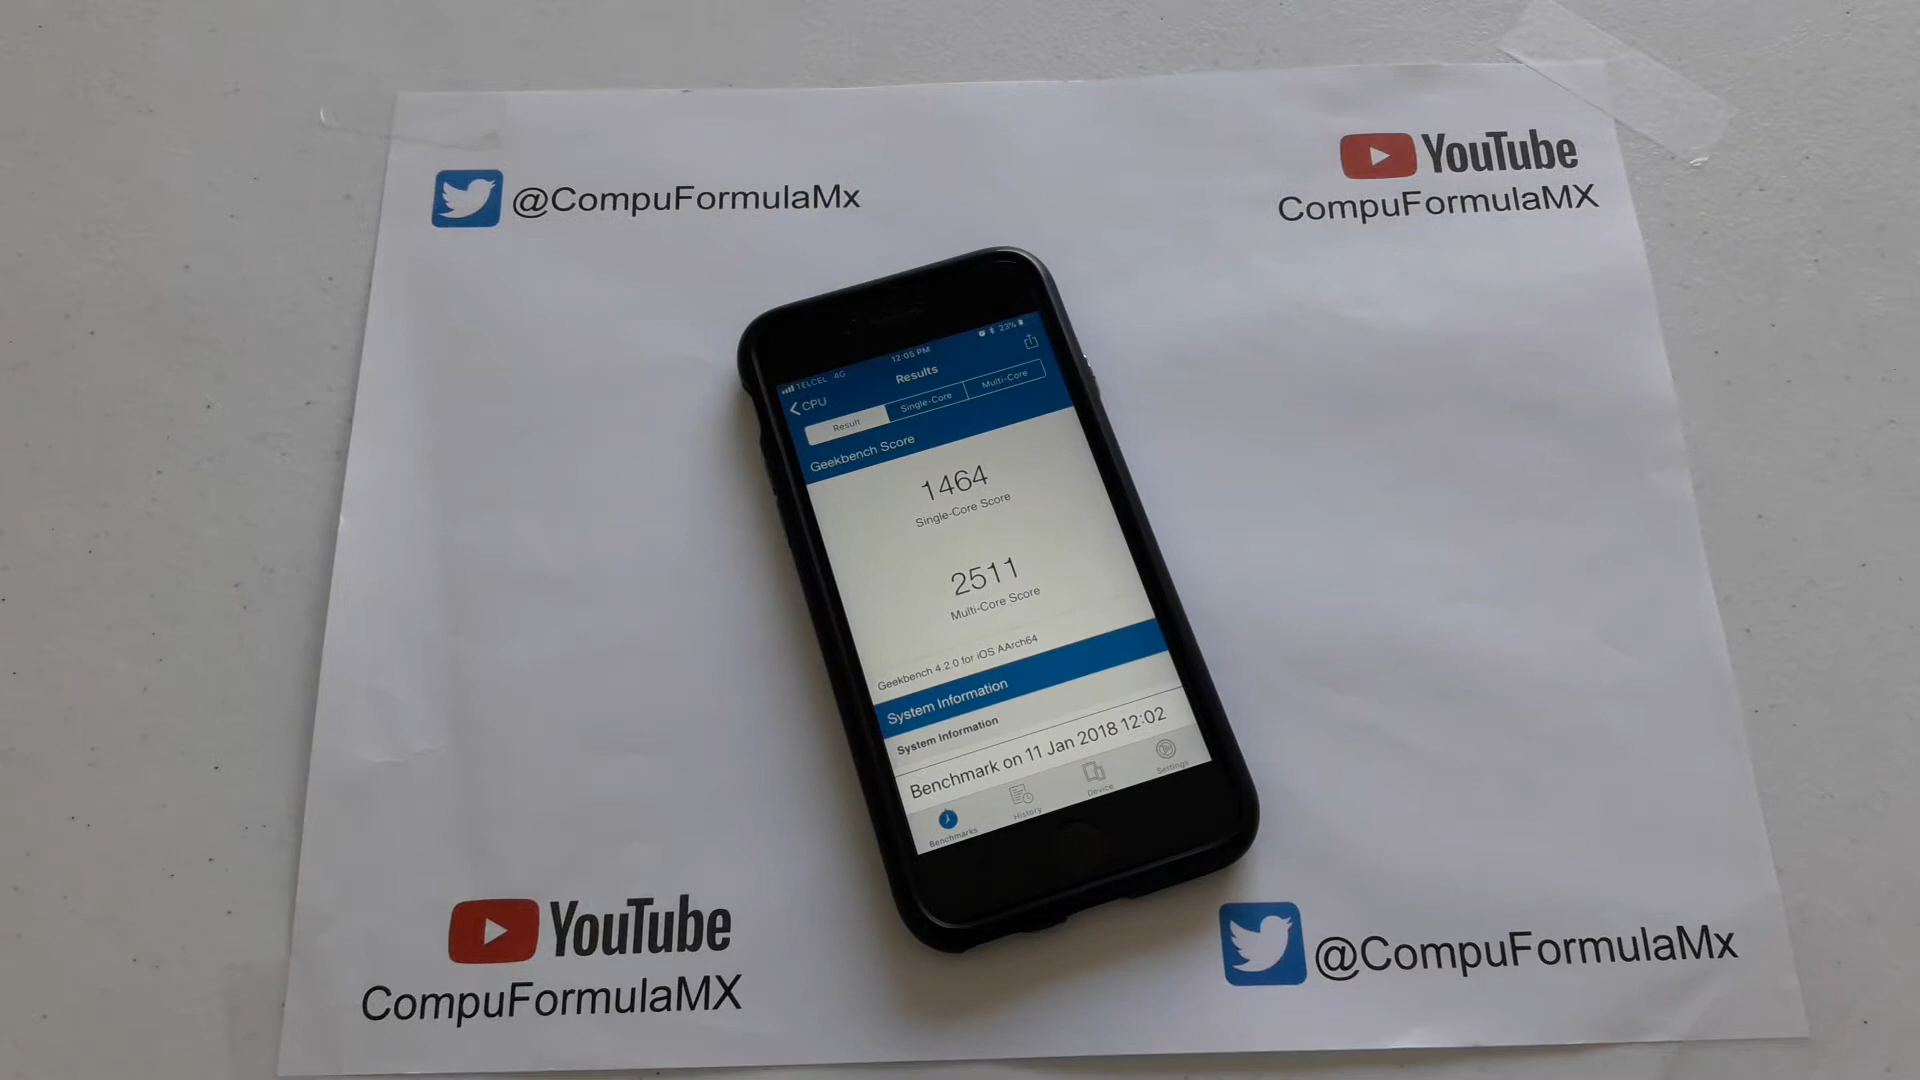 @CompuFormulaMx
YouTube
CompuFormulaMX
TELCEL 4G
12:05 PM
23%
CPU
Results
Result
Single-Core
Multi-Core
Geekbench Score
1464
Single-Core Score
2511
Multi-Core Score
Geekbench 4.2.0 for iOS AArch64
System Information
System Information
Benchmark on 11 Jan 2018 12:02
Benchmarks
History
Device
Settings
YouTube
CompuFormulaMX
@CompuFormulaMx